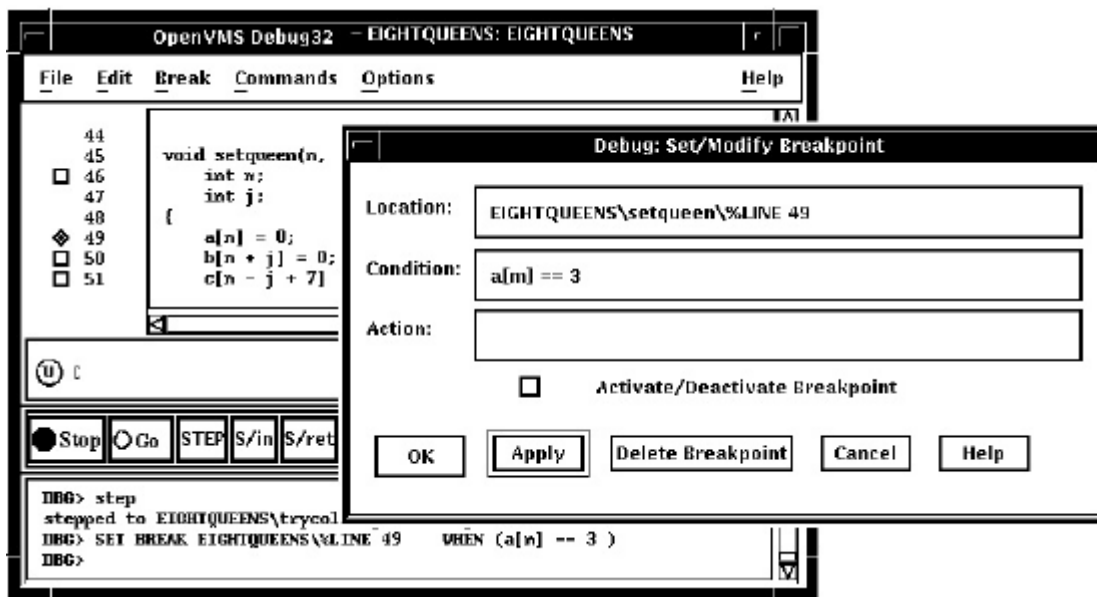 OpenVMS Debug32 - EIGHTQUEENS: EIGHTQUEENS
File Edit Break Commands Options Help
44
45 void setqueen(n,
46 int n;
47 int j;
48 {
49 a[n] = 0;
50 b[n + j] = 0;
51 c[n - j + 7]
U
Stop Go STEP S/in S/ret
DBG> step
stepped to EIGHTQUEENS\trycol
DBG> SET BREAK EIGHTQUEENS\%LINE 49 WHEN (a[n] == 3 )
DBG>
Debug: Set/Modify Breakpoint
Location: EIGHTQUEENS\setqueen\%LINE 49
Condition: a[m] == 3
Action:
Activate/Deactivate Breakpoint
OK Apply Delete Breakpoint Cancel Help